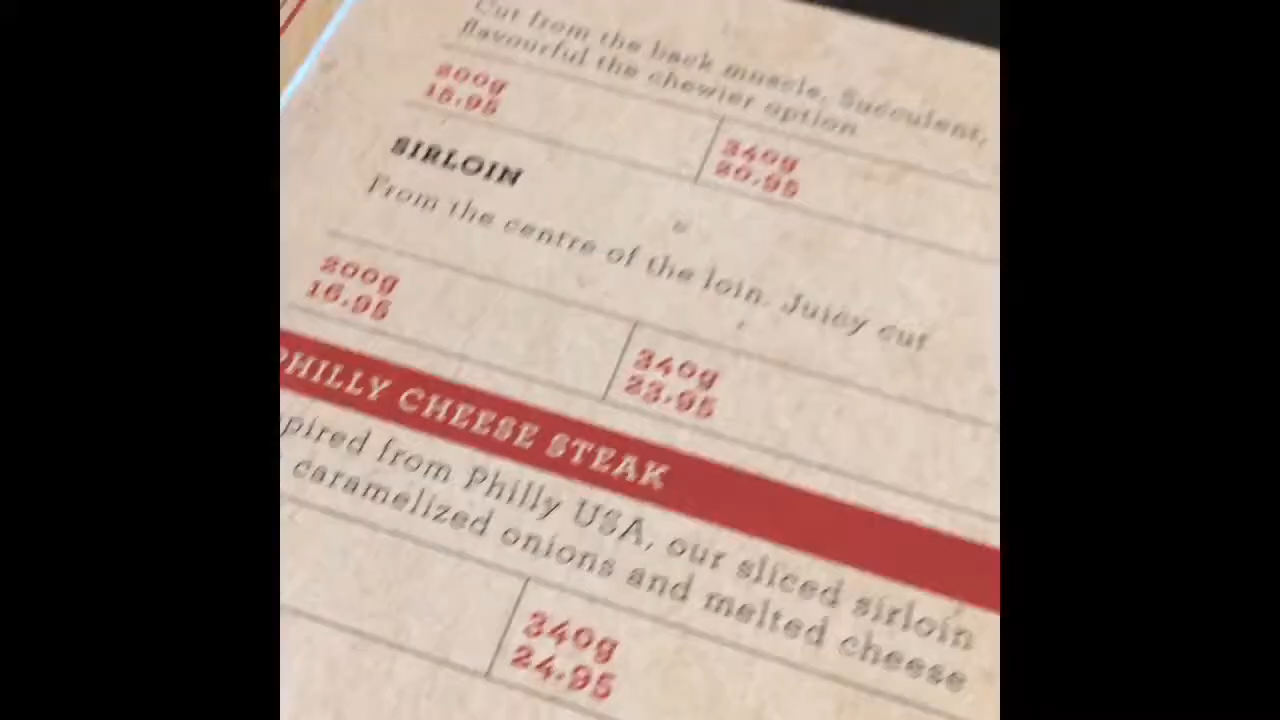 Cut from the back muscle. Succulent,
flavourful the chewier option
200g
15.95
340g
20.95
SIRLOIN
From the centre of the loin. Juicy cut
200g
16.95
340g
23.95
PHILLY CHEESE STEAK
pired from Philly USA, our sliced sirloin
caramelized onions and melted cheese
340g
24.95